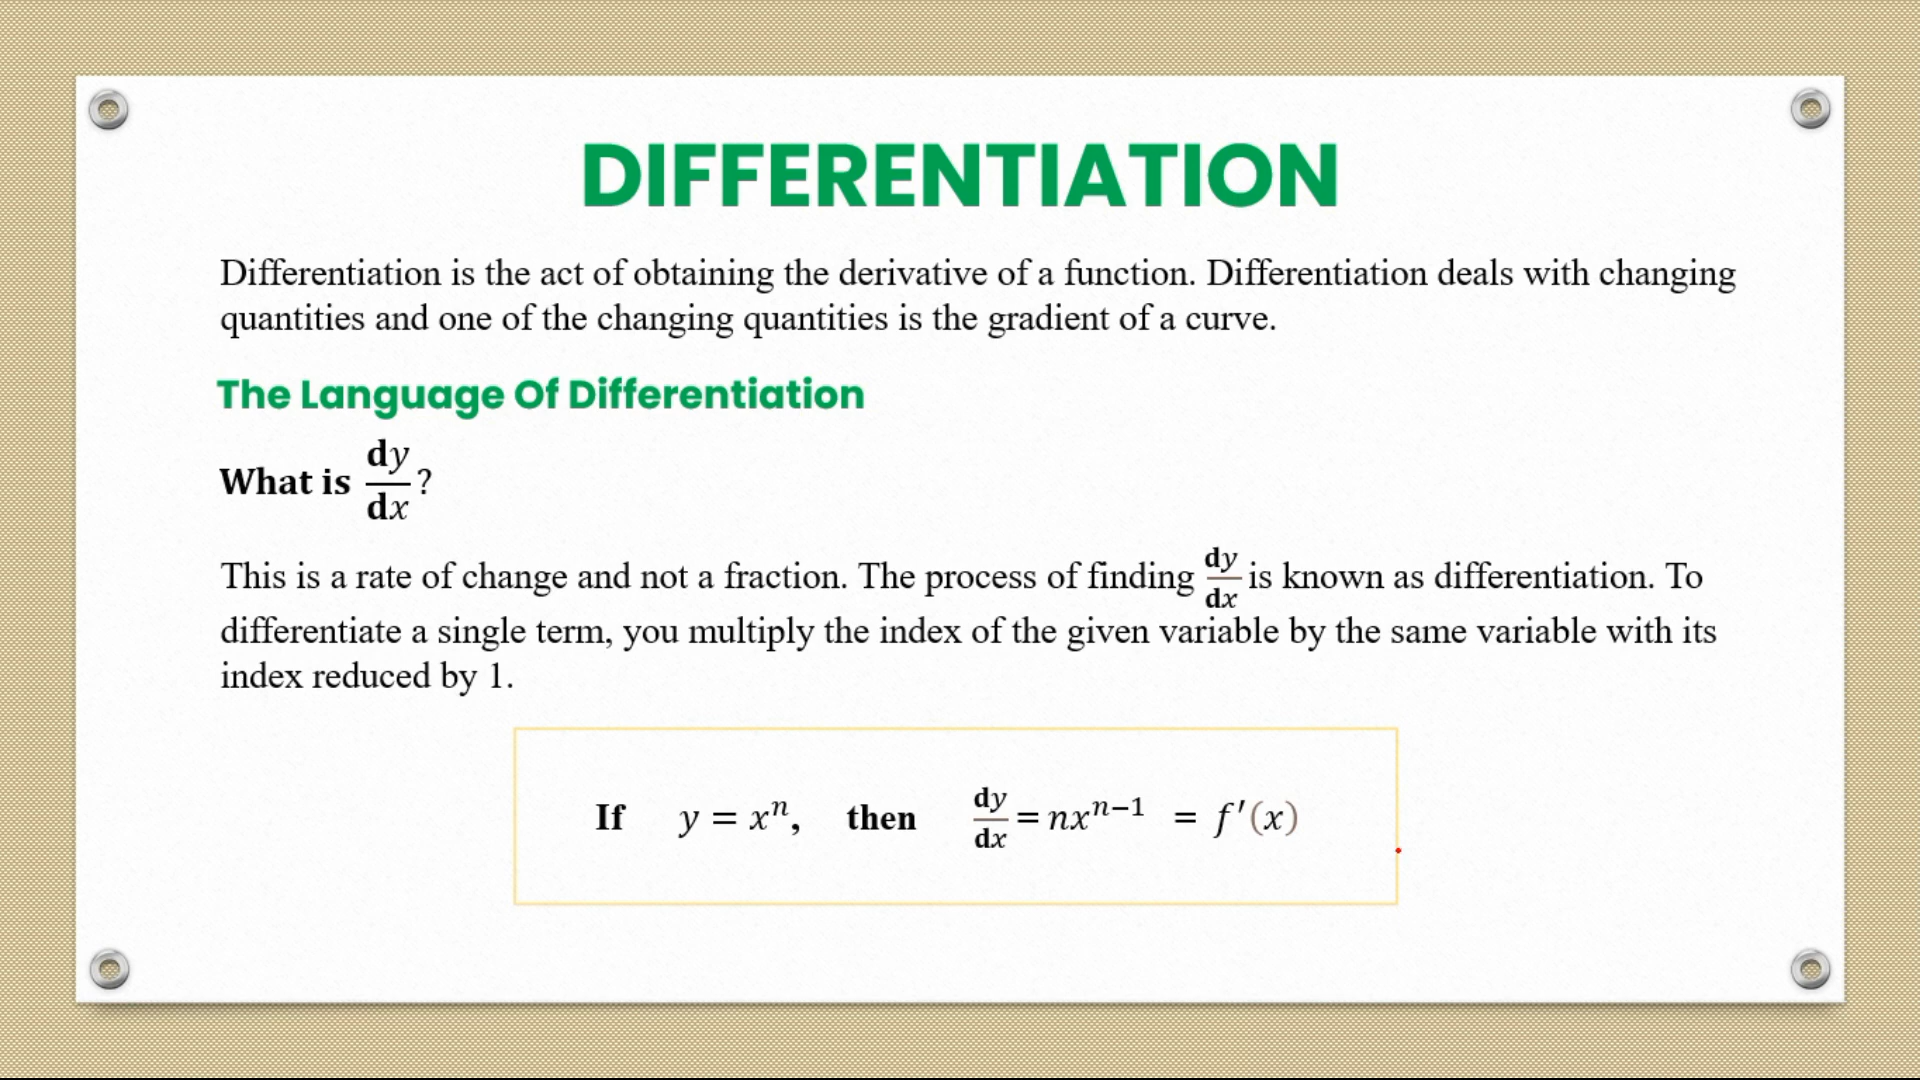 DIFFERENTIATION
Differentiation is the act of obtaining the derivative of a function. Differentiation deals with changing
quantities and one of the changing quantities is the gradient of a curve.
The Language Of Differentiation
What is dy/dx?
This is a rate of change and not a fraction. The process of finding dy/dx is known as differentiation. To
differentiate a single term, you multiply the index of the given variable by the same variable with its
index reduced by 1.
If y = xⁿ, then dy/dx = nxⁿ⁻¹ = f′(x)